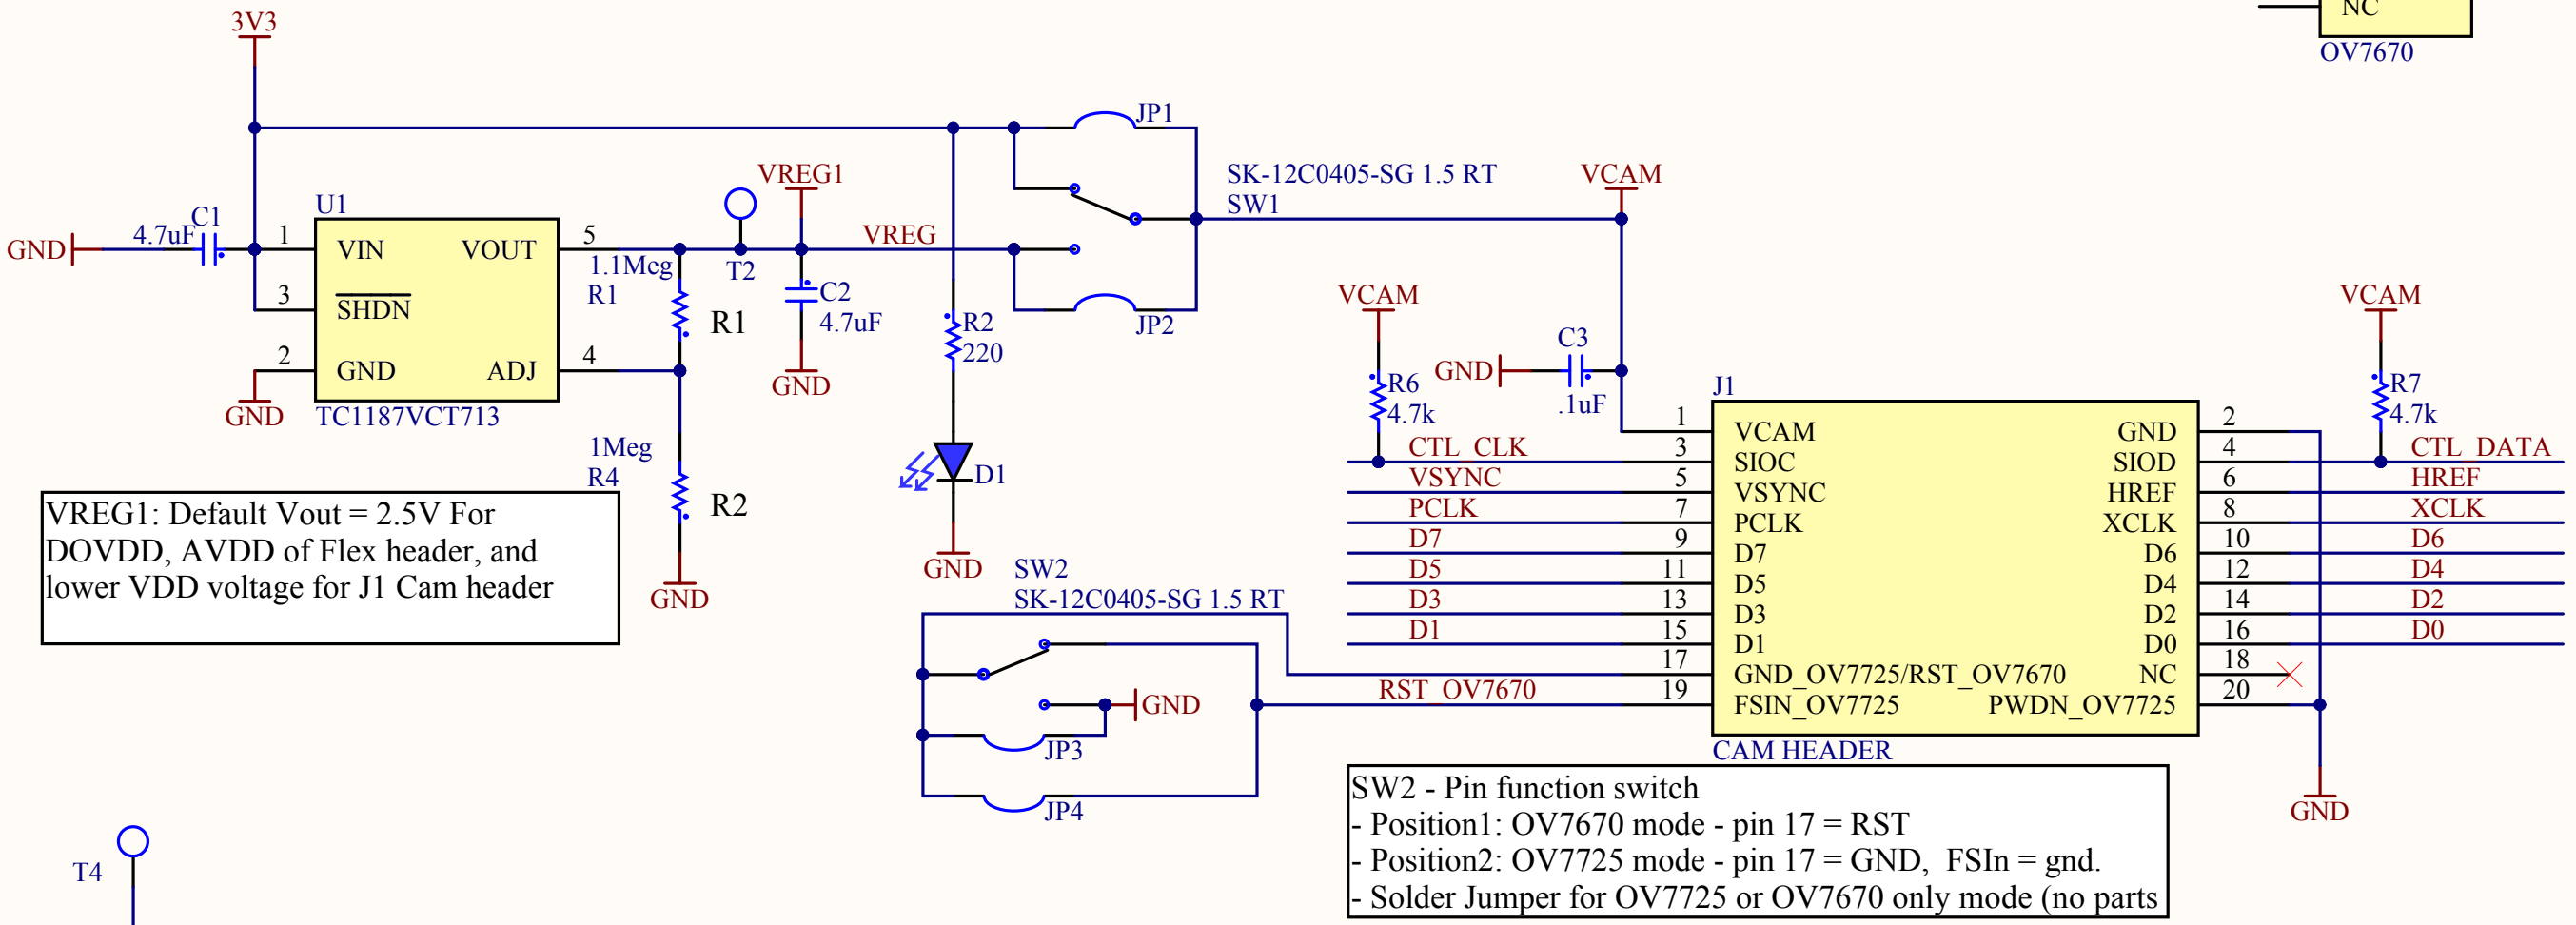 3V3
NC
OV7670
JP1
SK-12C0405-SG 1.5 RT
SW1
VCAM
VREG1
U1
C1
4.7uF
GND
1
VIN
VOUT
5
VREG
T2
1.1Meg
R1
R1
3
SHDN
C2
4.7uF
JP2
R2
220
2
GND
ADJ
4
GND
TC1187VCT713
GND
VCAM
R6
4.7k
GND
C3
.1uF
VCAM
R7
4.7k
1Meg
R4
R2
GND
D1
GND
VREG1: Default Vout = 2.5V For
DOVDD, AVDD of Flex header, and
lower VDD voltage for J1 Cam header
J1
1
VCAM
GND
2
CTL_CLK
3
SIOC
SIOD
4
CTL_DATA
VSYNC
5
VSYNC
HREF
6
HREF
PCLK
7
PCLK
XCLK
8
XCLK
D7
9
D7
D6
10
D6
D5
11
D5
D4
12
D4
D3
13
D3
D2
14
D2
D1
15
D1
D0
16
D0
17
GND_OV7725/RST_OV7670
NC
18
RST_OV7670
19
FSIN_OV7725
PWDN_OV7725
20
CAM HEADER
GND
SW2
SK-12C0405-SG 1.5 RT
GND
JP3
JP4
SW2 - Pin function switch
- Position1: OV7670 mode - pin 17 = RST
- Position2: OV7725 mode - pin 17 = GND, FSIn = gnd.
- Solder Jumper for OV7725 or OV7670 only mode (no parts
T4